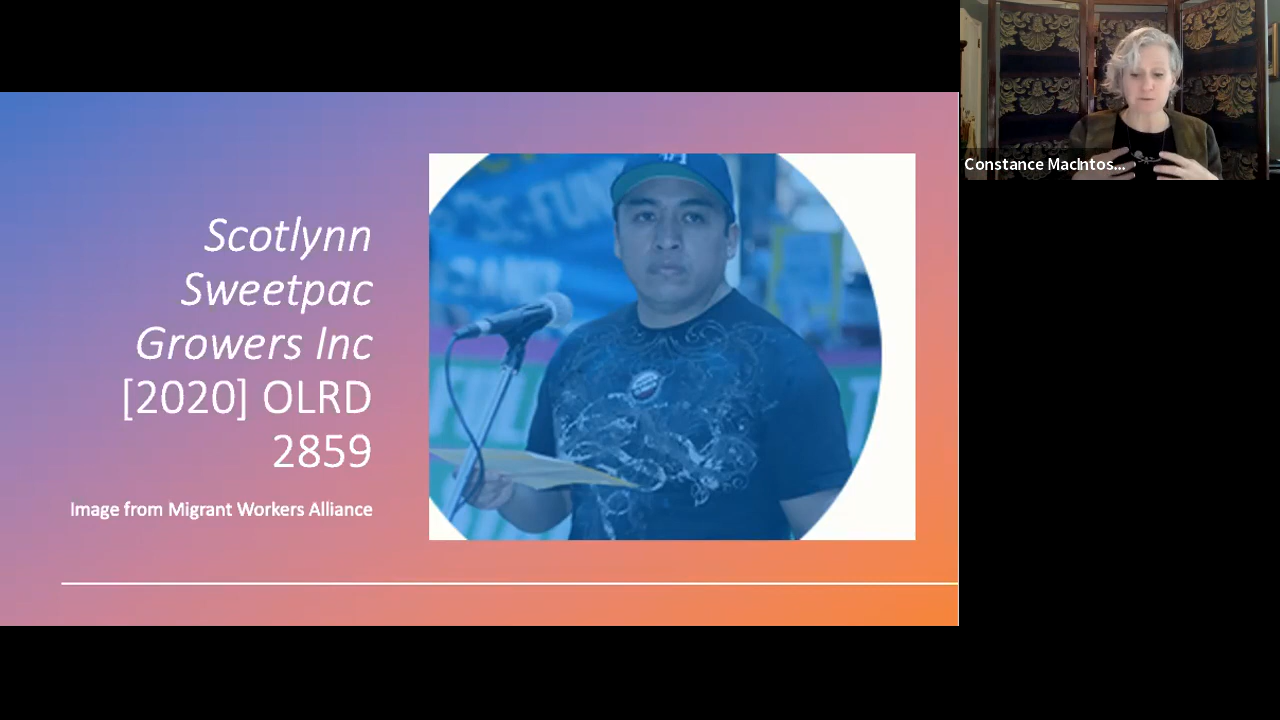 Scotlynn
Sweetpac
Growers Inc
[2020] OLRD
2859
Image from Migrant Workers Alliance
Constance MacIntos...